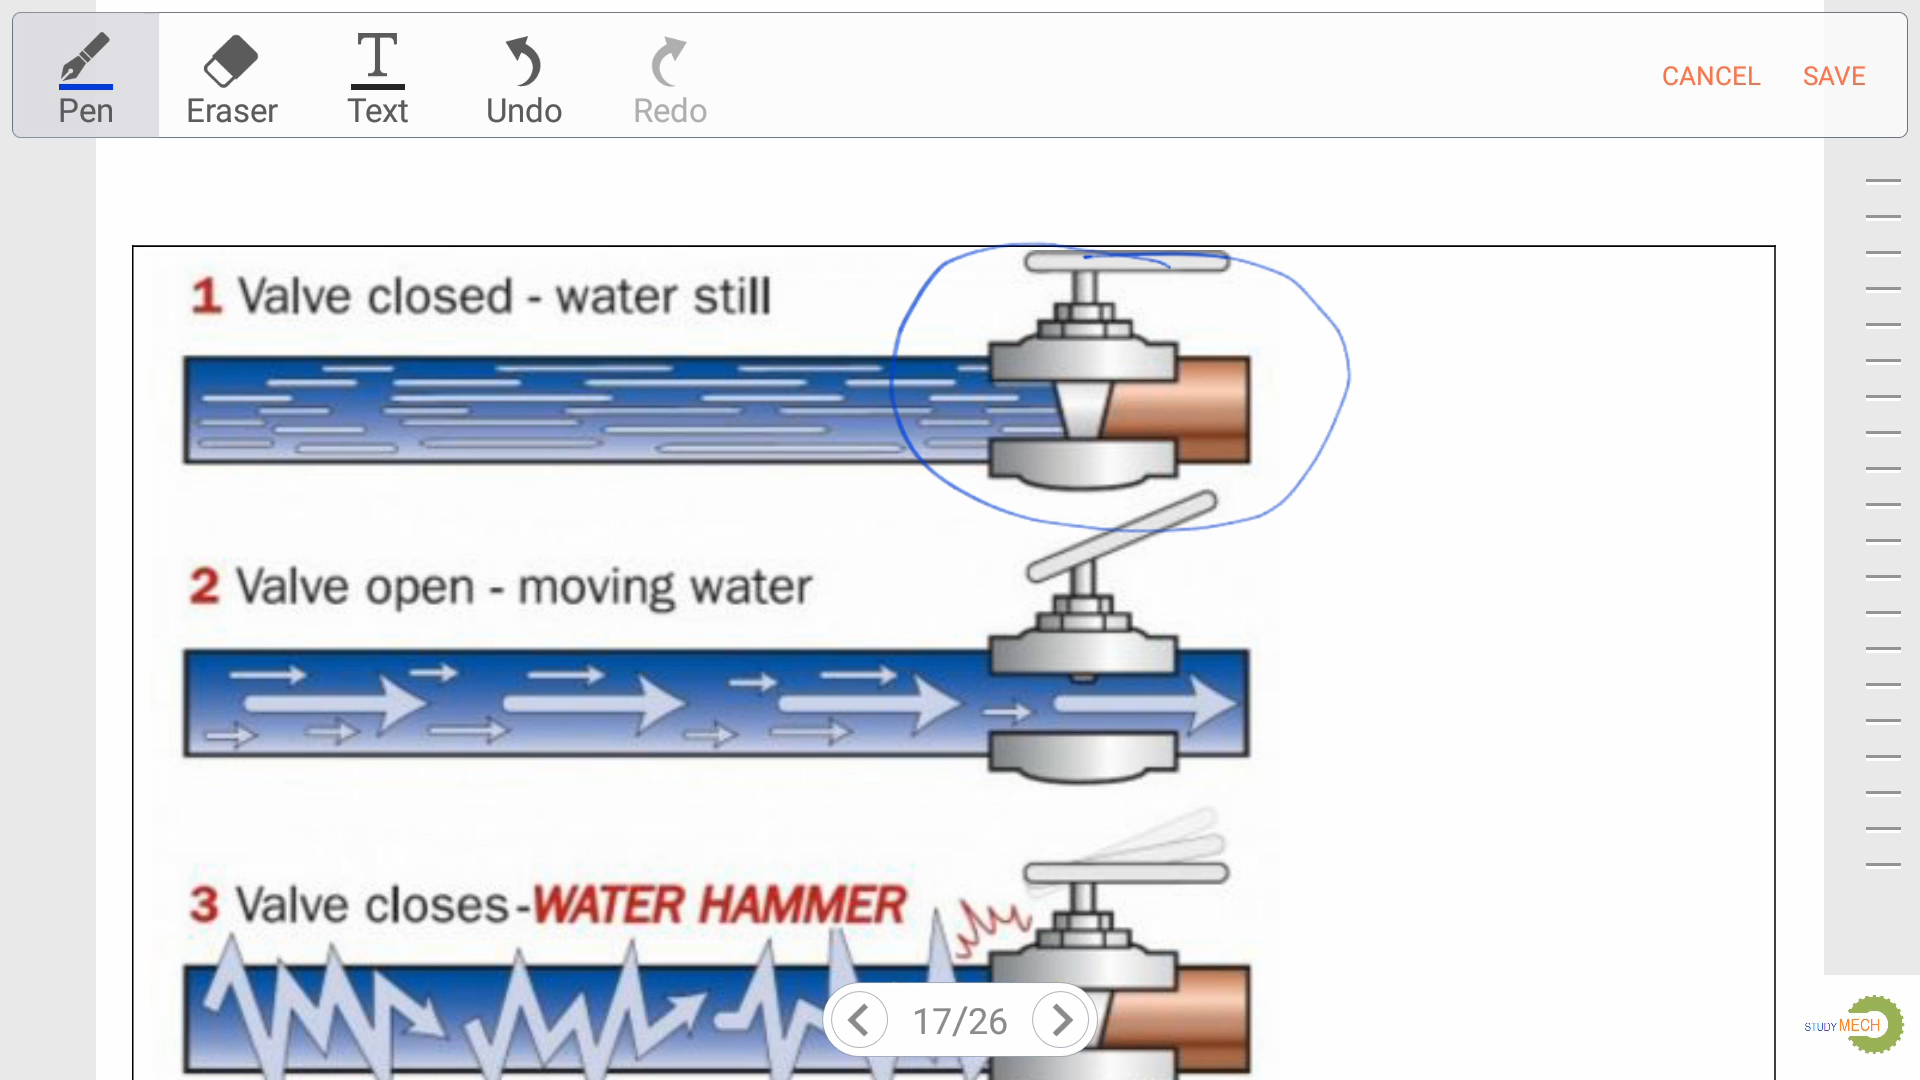 Pen Eraser Text Undo Redo CANCEL SAVE
1 Valve closed - water still
2 Valve open - moving water
3 Valve closes - WATER HAMMER
17/26
STUDY MECH